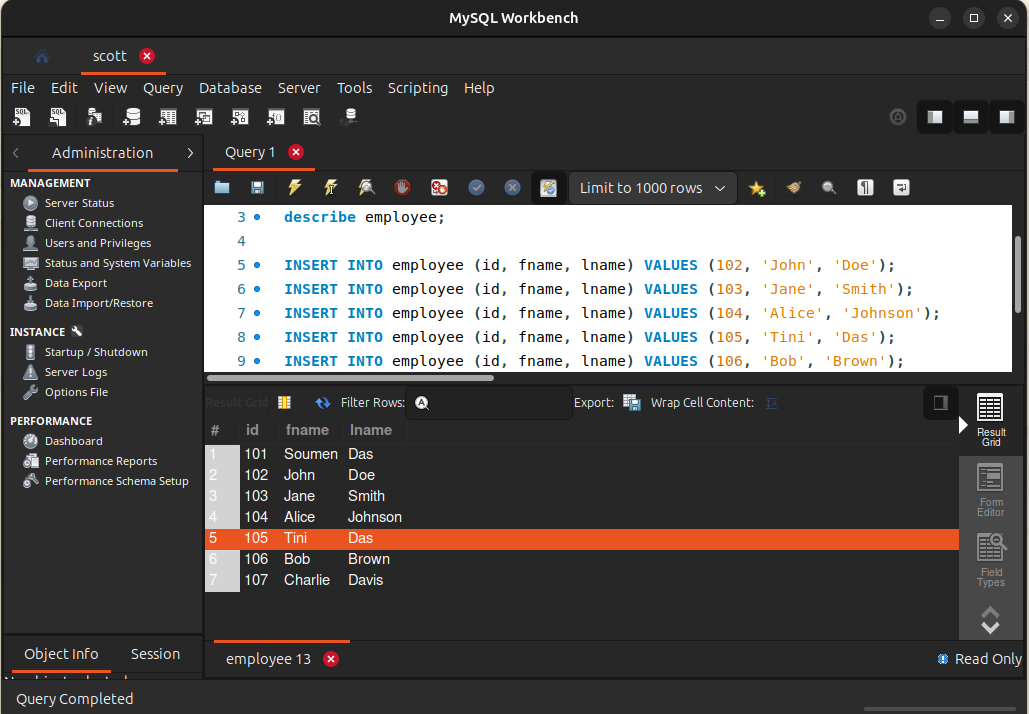 MySQL Workbench
scott
File Edit View Query Database Server Tools Scripting Help
Administration
Query 1
MANAGEMENT
Server Status
Client Connections
Users and Privileges
Status and System Variables
Data Export
Data Import/Restore
INSTANCE
Startup / Shutdown
Server Logs
Options File
PERFORMANCE
Dashboard
Performance Reports
Performance Schema Setup
Object Info Session
Limit to 1000 rows
3 describe employee;
4
5 INSERT INTO employee (id, fname, lname) VALUES (102, 'John', 'Doe');
6 INSERT INTO employee (id, fname, lname) VALUES (103, 'Jane', 'Smith');
7 INSERT INTO employee (id, fname, lname) VALUES (104, 'Alice', 'Johnson');
8 INSERT INTO employee (id, fname, lname) VALUES (105, 'Tini', 'Das');
9 INSERT INTO employee (id, fname, lname) VALUES (106, 'Bob', 'Brown');
Result Grid Filter Rows: Export: Wrap Cell Content:
# id fname lname
1 101 Soumen Das
2 102 John Doe
3 103 Jane Smith
4 104 Alice Johnson
5 105 Tini Das
6 106 Bob Brown
7 107 Charlie Davis
Result
Grid
Form
Editor
Field
Types
employee 13
Read Only
Query Completed